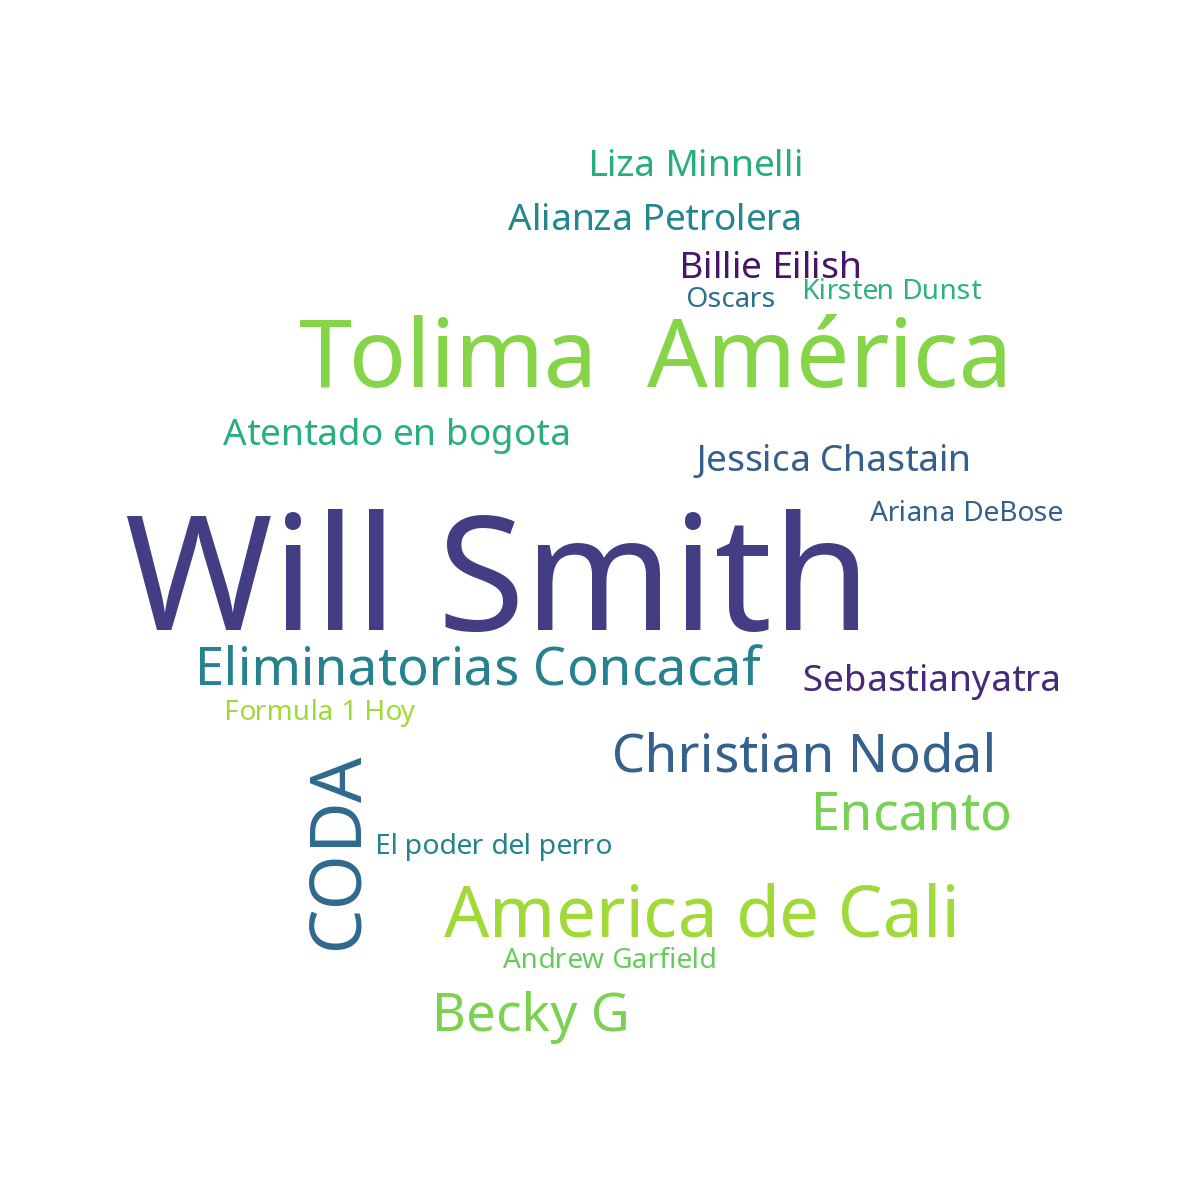 Liza Minnelli
Alianza Petrolera
Billie Eilish
Kirsten Dunst
Oscars
Tolima
América
Atentado en bogota
Jessica Chastain
Ariana DeBose
Will Smith
Eliminatorias Concacaf
Sebastianyatra
Formula 1 Hoy
Christian Nodal
CODA
Encanto
El poder del perro
America de Cali
Andrew Garfield
Becky G